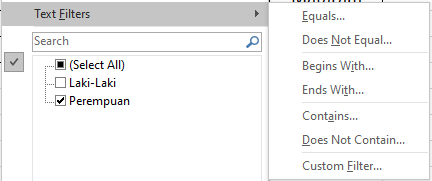 Text Filters
Search
(Select All)
Laki-Laki
Perempuan
Equals...
Does Not Equal...
Begins With...
Ends With...
Contains...
Does Not Contain...
Custom Filter...